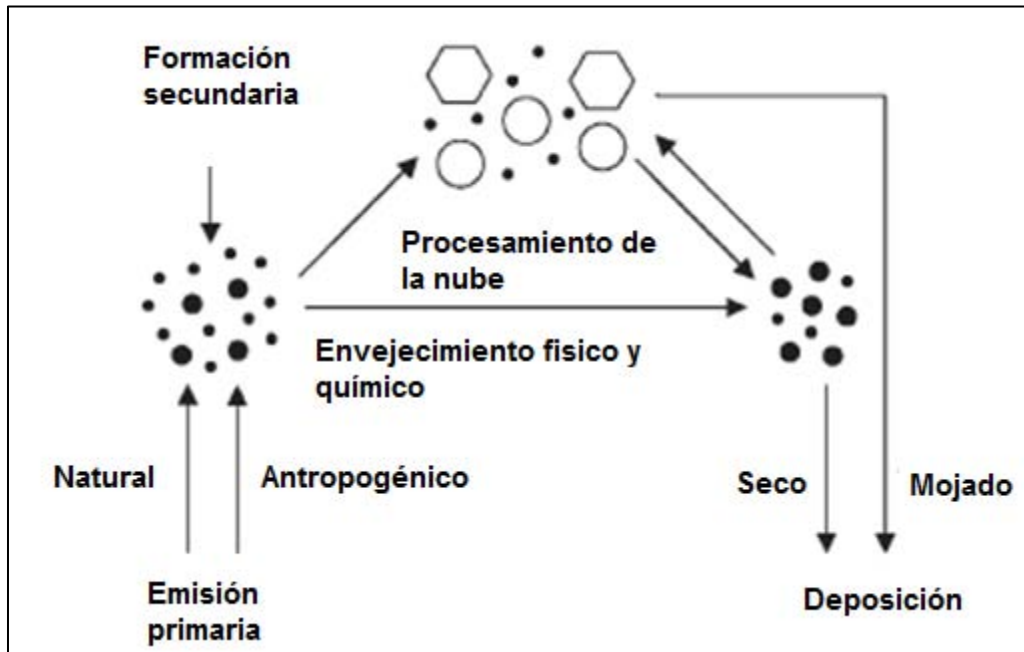 Formación
secundaria
Procesamiento de
la nube
Envejecimiento fisico y
químico
Natural
Antropogénico
Seco
Mojado
Emisión
primaria
Deposición